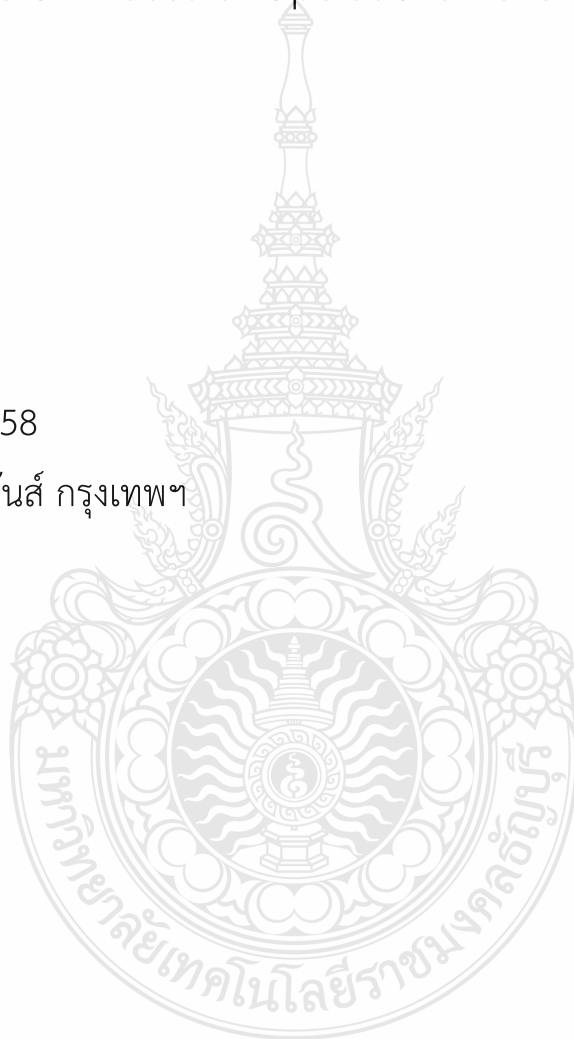 58
ันส์ กรุงเทพฯ
มหาวิทยาลัยเทคโนโลยีราชมงคลธัญบุรี